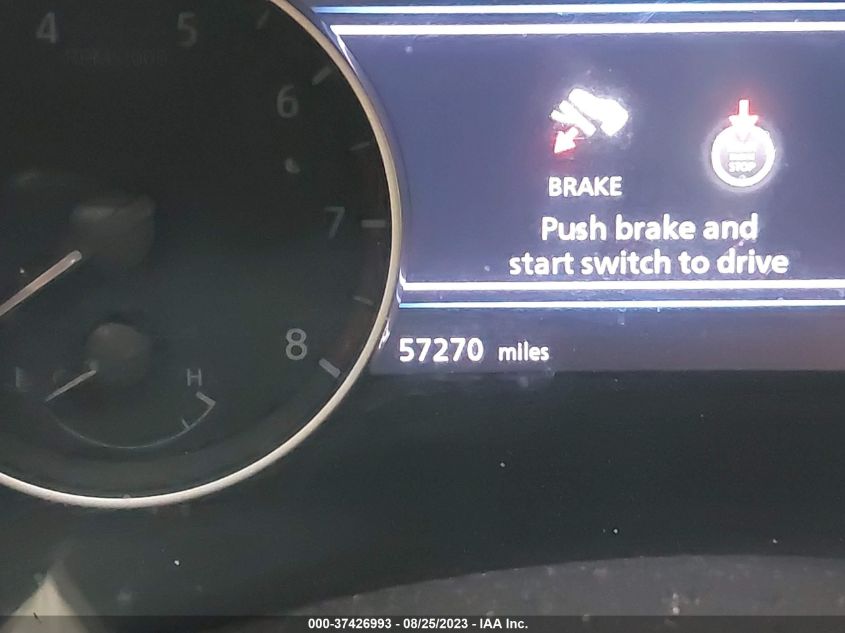 4 5
6
7
8
C H
BRAKE
STOP
Push brake and
start switch to drive
57270 miles
000-37426993 - 08/25/2023 - IAA Inc.